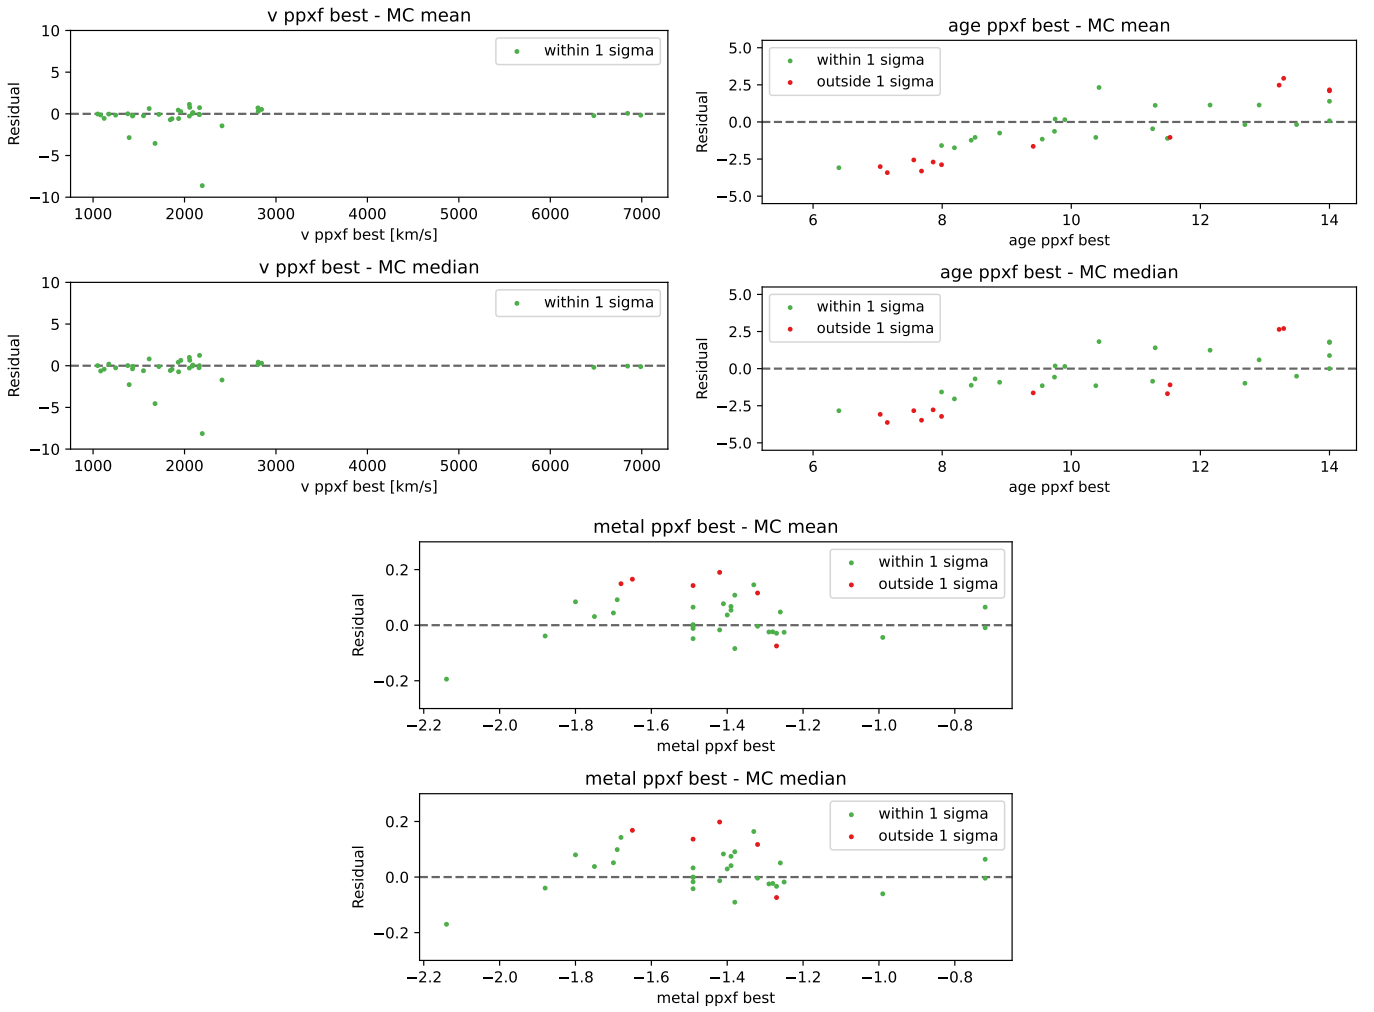 v ppxf best - MC mean
within 1 sigma
Residual
10
5
0
−5
−10
1000 2000 3000 4000 5000 6000 7000
v ppxf best [km/s]
age ppxf best - MC mean
within 1 sigma
outside 1 sigma
Residual
5.0
2.5
0.0
−2.5
−5.0
6 8 10 12 14
age ppxf best
v ppxf best - MC median
within 1 sigma
Residual
10
5
0
−5
−10
1000 2000 3000 4000 5000 6000 7000
v ppxf best [km/s]
age ppxf best - MC median
within 1 sigma
outside 1 sigma
Residual
5.0
2.5
0.0
−2.5
−5.0
6 8 10 12 14
age ppxf best
metal ppxf best - MC mean
within 1 sigma
outside 1 sigma
Residual
0.2
0.0
−0.2
−2.2 −2.0 −1.8 −1.6 −1.4 −1.2 −1.0 −0.8
metal ppxf best
metal ppxf best - MC median
within 1 sigma
outside 1 sigma
Residual
0.2
0.0
−0.2
−2.2 −2.0 −1.8 −1.6 −1.4 −1.2 −1.0 −0.8
metal ppxf best